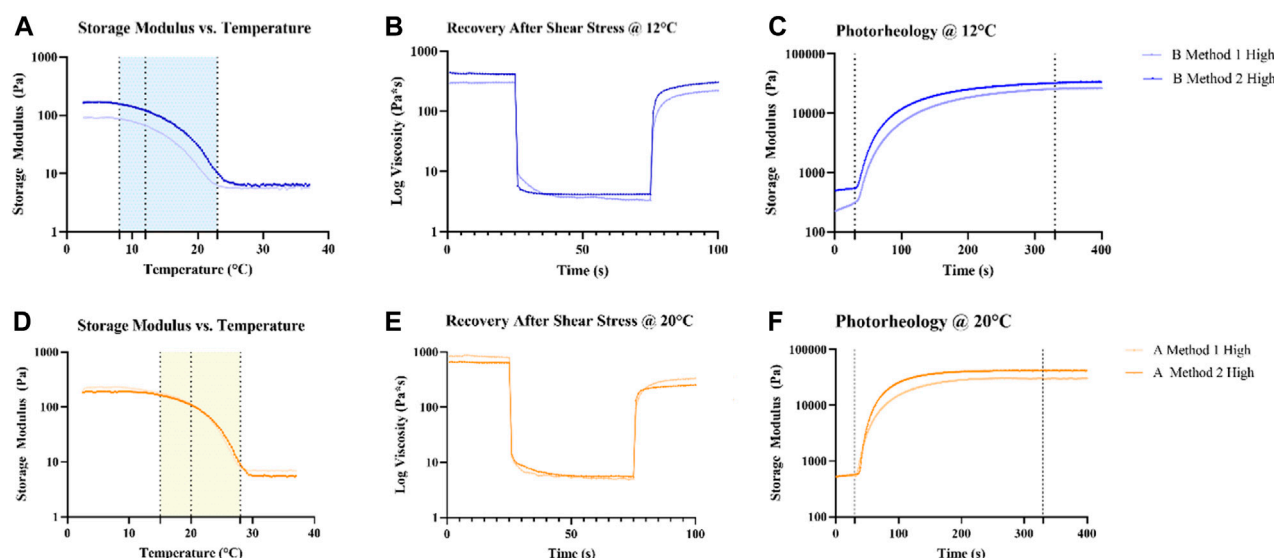 A
Storage Modulus vs. Temperature
Storage Modulus (Pa)
1000
100
10
1
0 10 20 30 40
Temperature (°C)
B
Recovery After Shear Stress @ 12°C
Log Viscosity (Pa*s)
1000
100
10
1
0 50 100
Time (s)
C
Photorheology @ 12°C
Storage Modulus (Pa)
100000
10000
1000
100
0 100 200 300 400
Time (s)
B Method 1 High
B Method 2 High
D
Storage Modulus vs. Temperature
Storage Modulus (Pa)
1000
100
10
1
0 10 20 30 40
Temperature (°C)
E
Recovery After Shear Stress @ 20°C
Log Viscosity (Pa*s)
1000
100
10
1
0 50 100
Time (s)
F
Photorheology @ 20°C
Storage Modulus (Pa)
100000
10000
1000
100
0 100 200 300 400
Time (s)
A Method 1 High
A Method 2 High